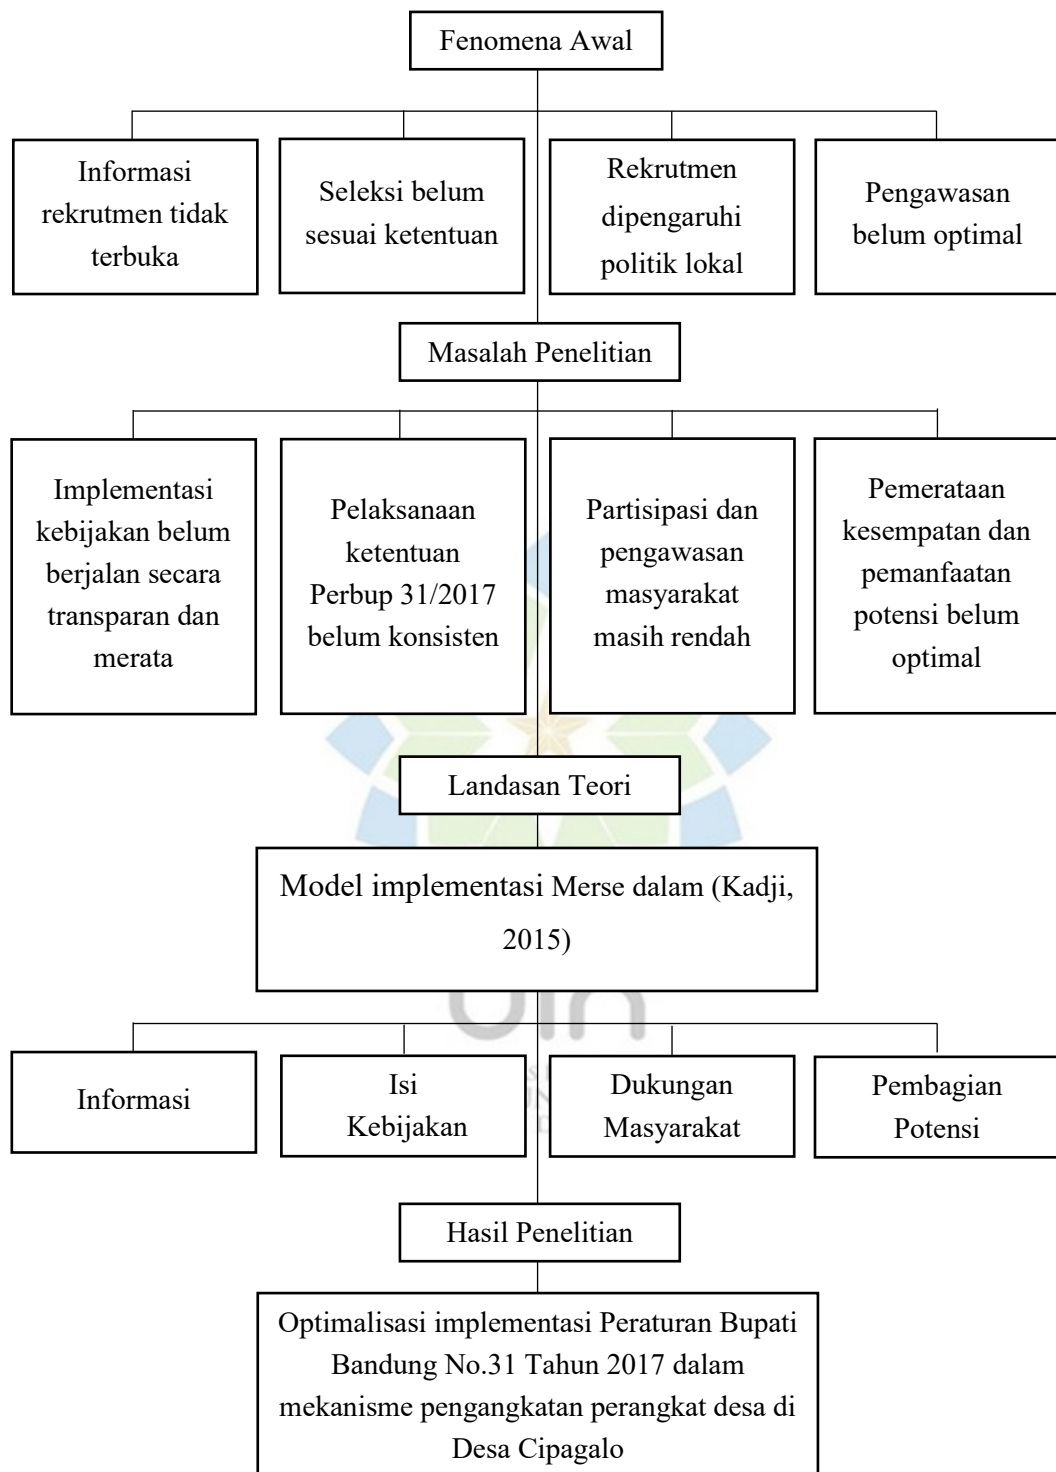 Fenomena Awal
Informasi
rekrutmen tidak
terbuka
Seleksi belum
sesuai ketentuan
Rekrutmen
dipengaruhi
politik lokal
Pengawasan
belum optimal
Masalah Penelitian
Implementasi
kebijakan belum
berjalan secara
transparan dan
merata
Pelaksanaan
ketentuan
Perbup 31/2017
belum konsisten
Partisipasi dan
pengawasan
masyarakat
masih rendah
Pemerataan
kesempatan dan
pemanfaatan
potensi belum
optimal
Landasan Teori
Model implementasi Merse dalam (Kadji,
2015)
uin
Informasi
Isi
Kebijakan
Dukungan
Masyarakat
Pembagian
Potensi
Hasil Penelitian
Optimalisasi implementasi Peraturan Bupati
Bandung No.31 Tahun 2017 dalam
mekanisme pengangkatan perangkat desa di
Desa Cipagalo